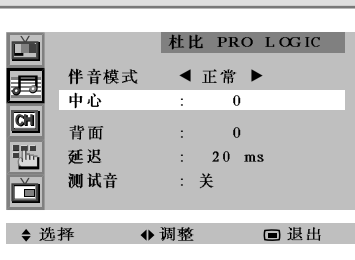 杜比 PRO LOGIC
伴音模式 ◀ 正常 ▶
中心 : 0
CH
背面 : 0
延迟 : 20 ms
测试音 : 关
选择 调整 退出